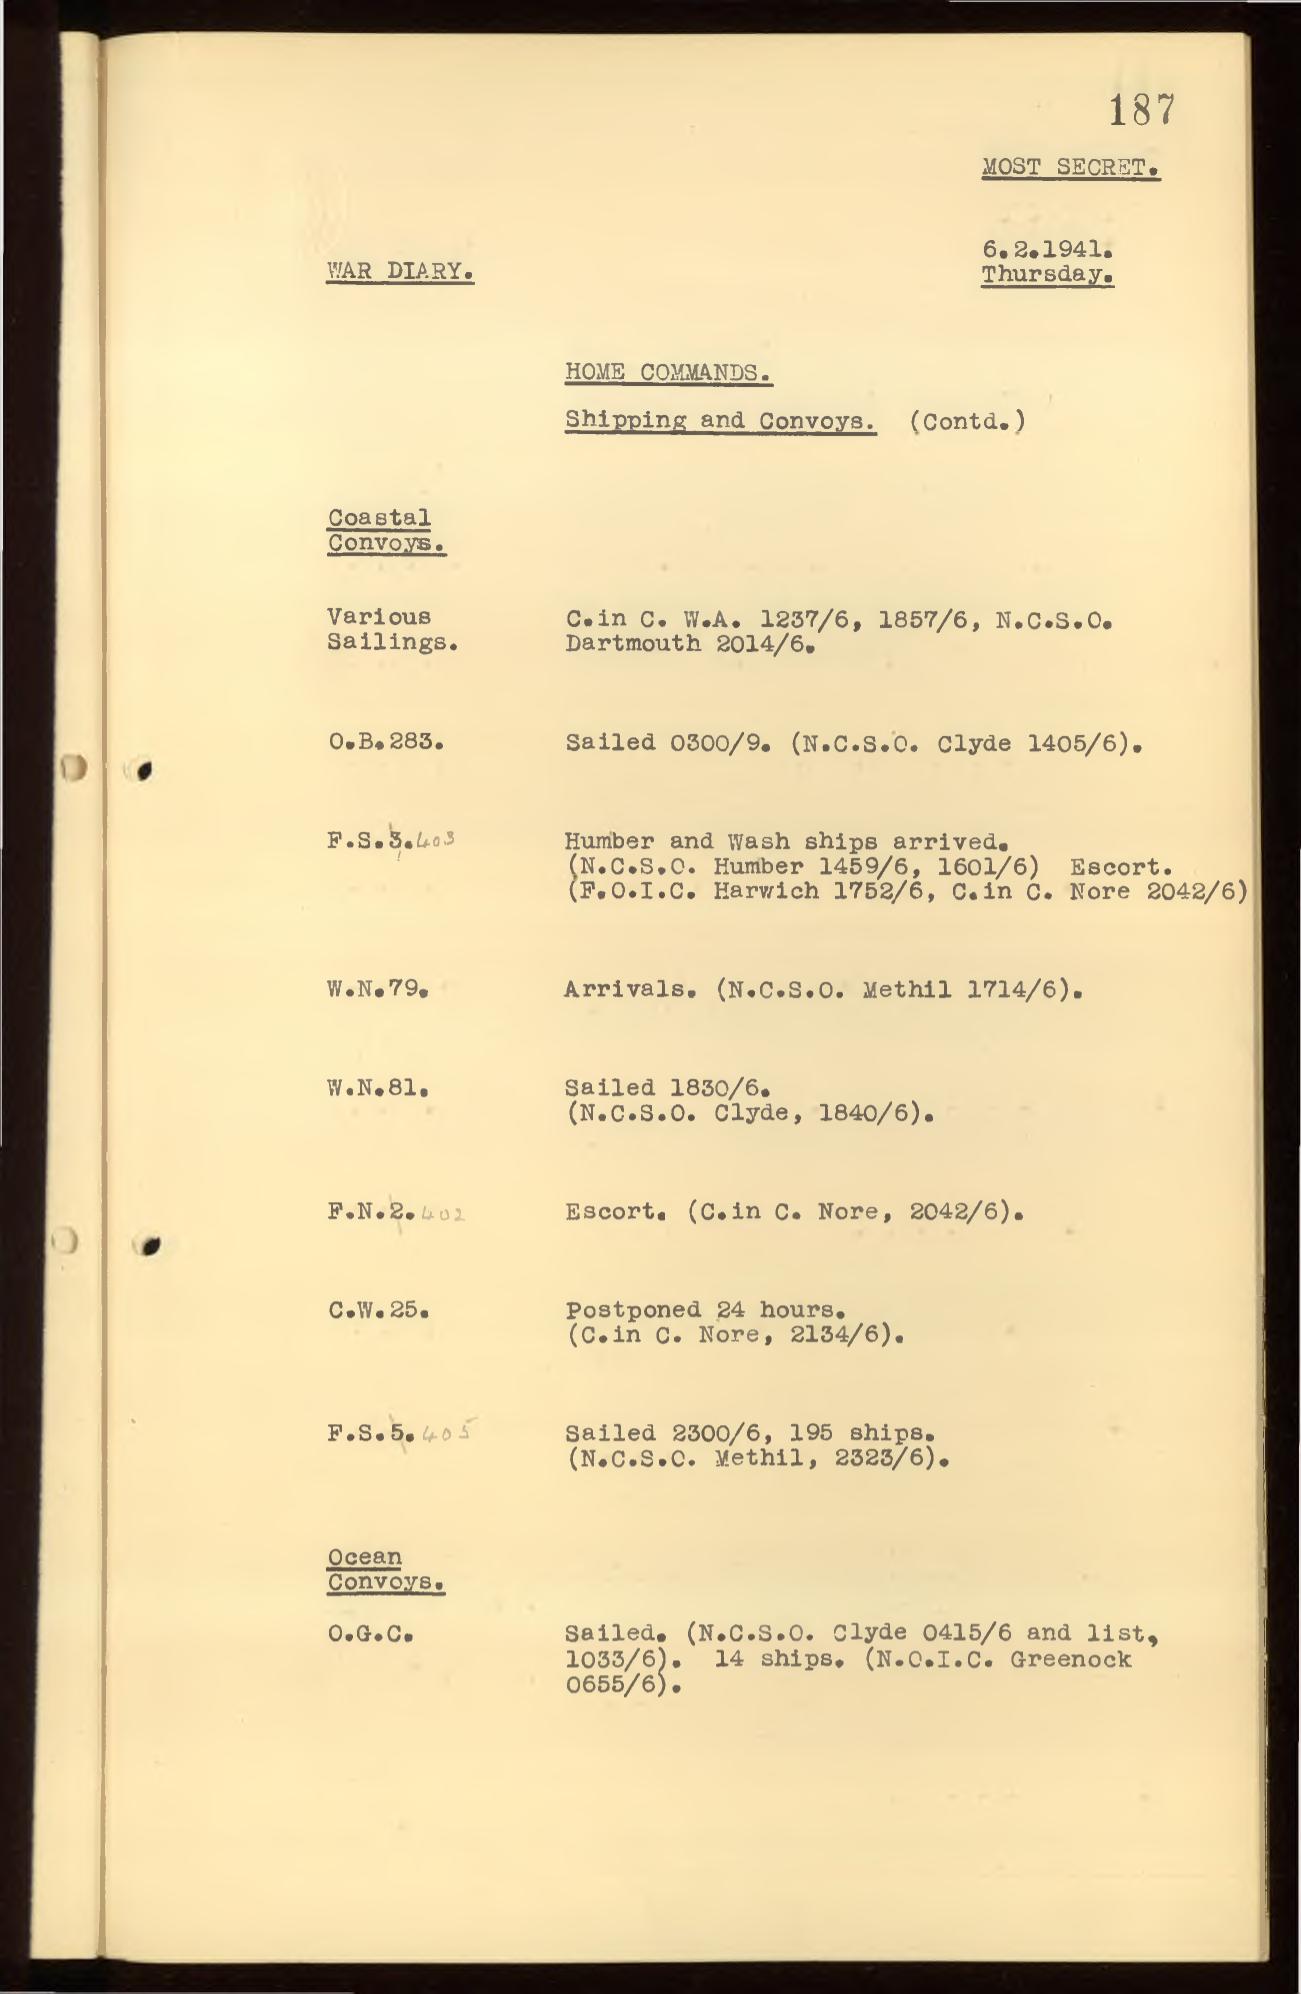 187
MOST SECRET.
6.2.1941.
WAR DIARY. Thursday.
HOME COMMANDS.
Shipping and Convoys. (Contd.)
Coastal
Convoys.
Various C.in C. W.A. 1237/6, 1857/6, N.C.S.O.
Sailings. Dartmouth 2014/6.
O.B.283. Sailed 0300/9. (N.C.S.O. Clyde 1405/6).
F.S.3. 403 Humber and Wash ships arrived.
(N.C.S.O. Humber 1459/6, 1601/6) Escort.
(F.O.I.C. Harwich 1752/6, C.in C. Nore 2042/6)
W.N.79. Arrivals. (N.C.S.O. Methil 1714/6).
W.N.81. Sailed 1830/6.
(N.C.S.O. Clyde, 1840/6).
F.N.2. 402 Escort. (C.in C. Nore, 2042/6).
C.W.25. Postponed 24 hours.
(C.in C. Nore, 2134/6).
F.S.5. 405 Sailed 2300/6, 195 ships.
(N.C.S.C. Methil, 2323/6).
Ocean
Convoys.
O.G.C. Sailed. (N.C.S.O. Clyde 0415/6 and list,
1033/6). 14 ships. (N.O.I.C. Greenock
0655/6).